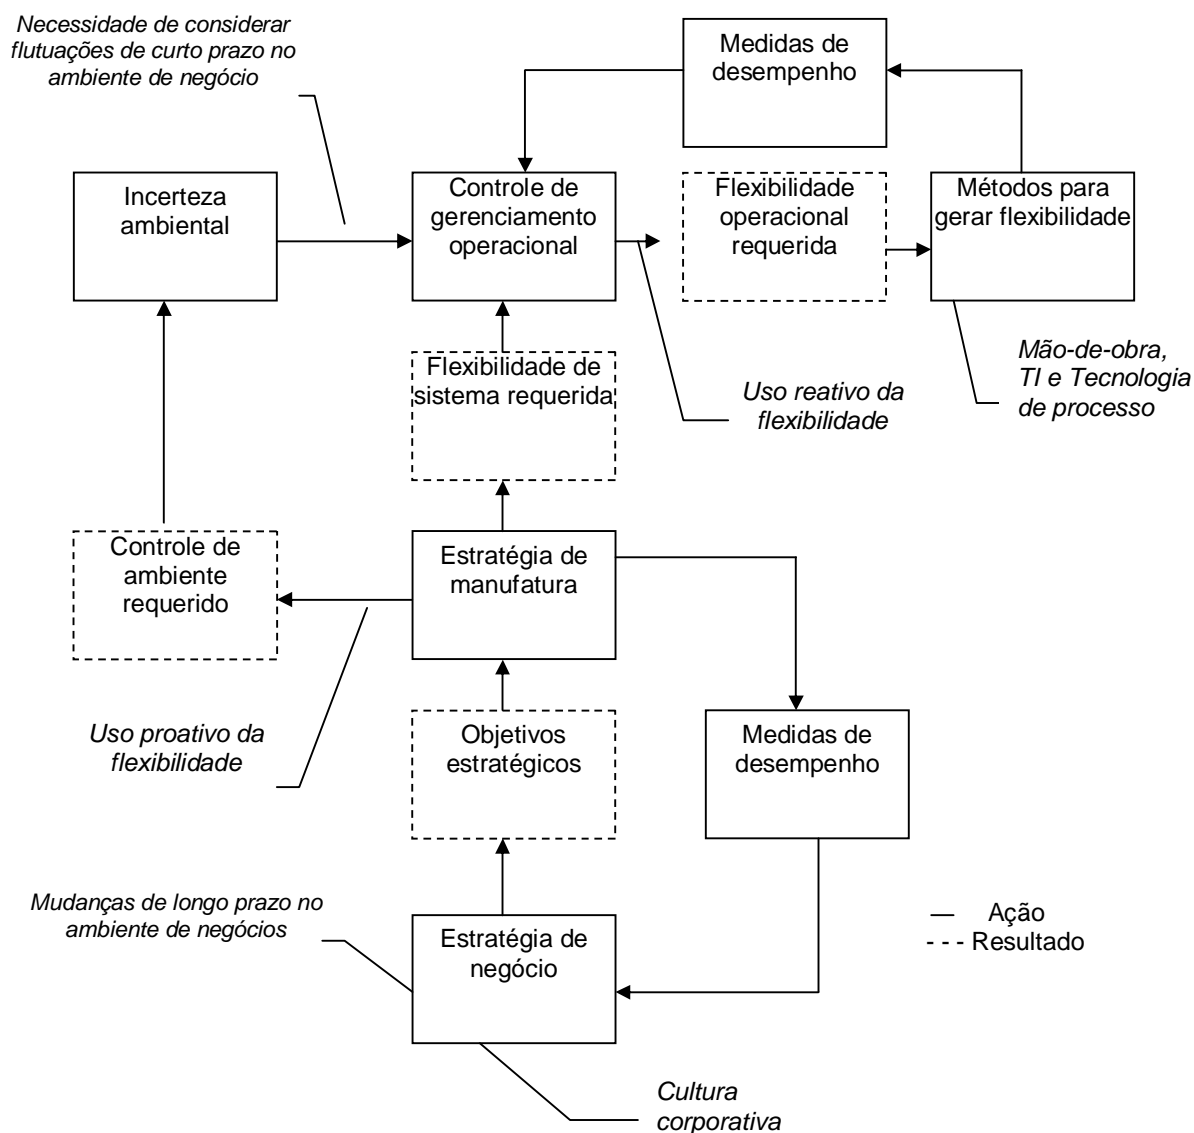 Necessidade de considerar
flutuações de curto prazo no
ambiente de negócio
Medidas de
desempenho
Incerteza
ambiental
Controle de
gerenciamento
operacional
Flexibilidade
operacional
requerida
Métodos para
gerar flexibilidade
Flexibilidade de
sistema requerida
Uso reativo da
flexibilidade
Mão-de-obra,
TI e Tecnologia
de processo
Controle de
ambiente
requerido
Estratégia de
manufatura
Uso proativo da
flexibilidade
Objetivos
estratégicos
Medidas de
desempenho
Mudanças de longo prazo no
ambiente de negócios
Estratégia de
negócio
Ação
Resultado
Cultura
corporativa